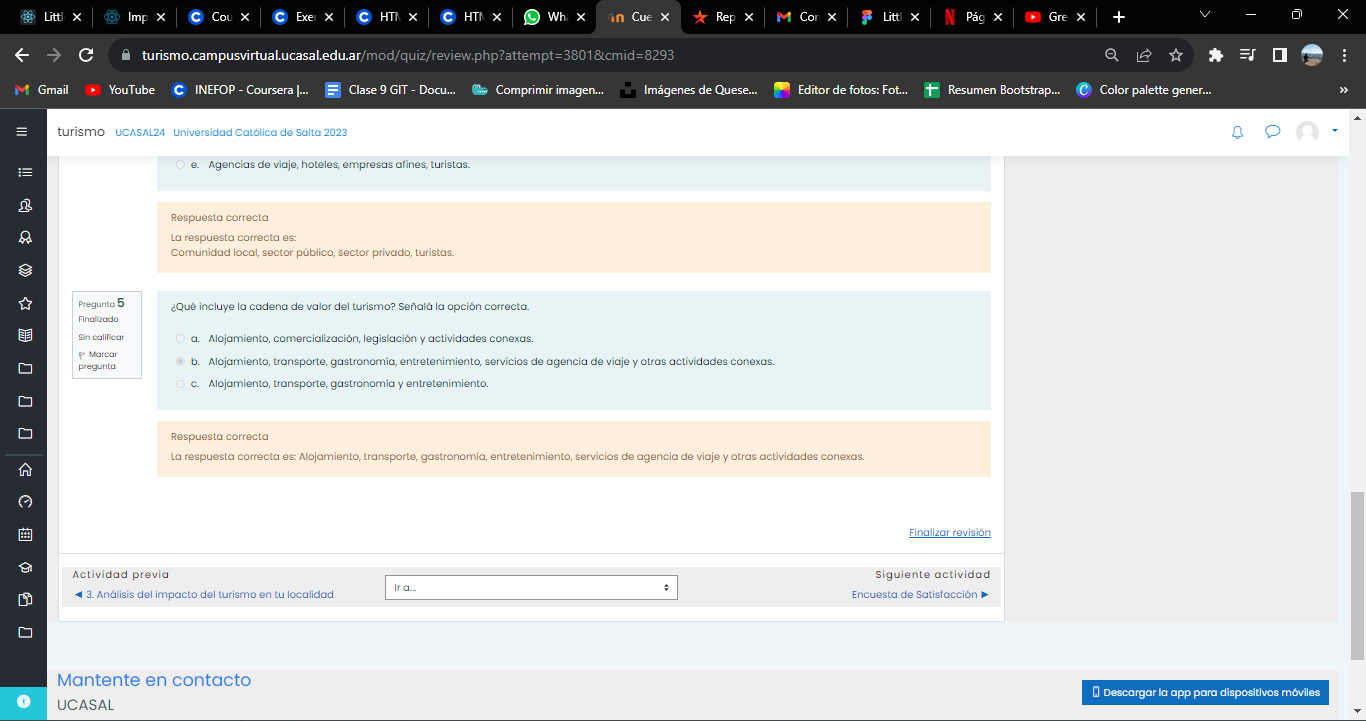 Littl
Imp
Cou
Exe
HTM
HTM
Wh
Cue
Rep
Cor
Littl
Pág
Gre
turismo.campusvirtual.ucasal.edu.ar/mod/quiz/review.php?attempt=3801&cmid=8293
Gmail
YouTube
INEFOP - Coursera |...
Clase 9 GIT - Docu...
Comprimir imagen...
Imágenes de Quese...
Editor de fotos: Fot...
Resumen Bootstrap...
Color palette gener...
turismo UCASAL24 Universidad Católica de Salta 2023
e. Agencias de viaje, hoteles, empresas afines, turistas.
Respuesta correcta
La respuesta correcta es:
Comunidad local, sector público, sector privado, turistas.
Pregunta 5
Finalizado
Sin calificar
Marcar
pregunta
¿Qué incluye la cadena de valor del turismo? Señalá la opción correcta.
a. Alojamiento, comercialización, legislación y actividades conexas.
b. Alojamiento, transporte, gastronomía, entretenimiento, servicios de agencia de viaje y otras actividades conexas.
c. Alojamiento, transporte, gastronomía y entretenimiento.
Respuesta correcta
La respuesta correcta es: Alojamiento, transporte, gastronomía, entretenimiento, servicios de agencia de viaje y otras actividades conexas.
Finalizar revisión
Actividad previa
◄ 3. Análisis del impacto del turismo en tu localidad
Ir a...
Siguiente actividad
Encuesta de Satisfacción ►
Mantente en contacto
UCASAL
Descargar la app para dispositivos móviles